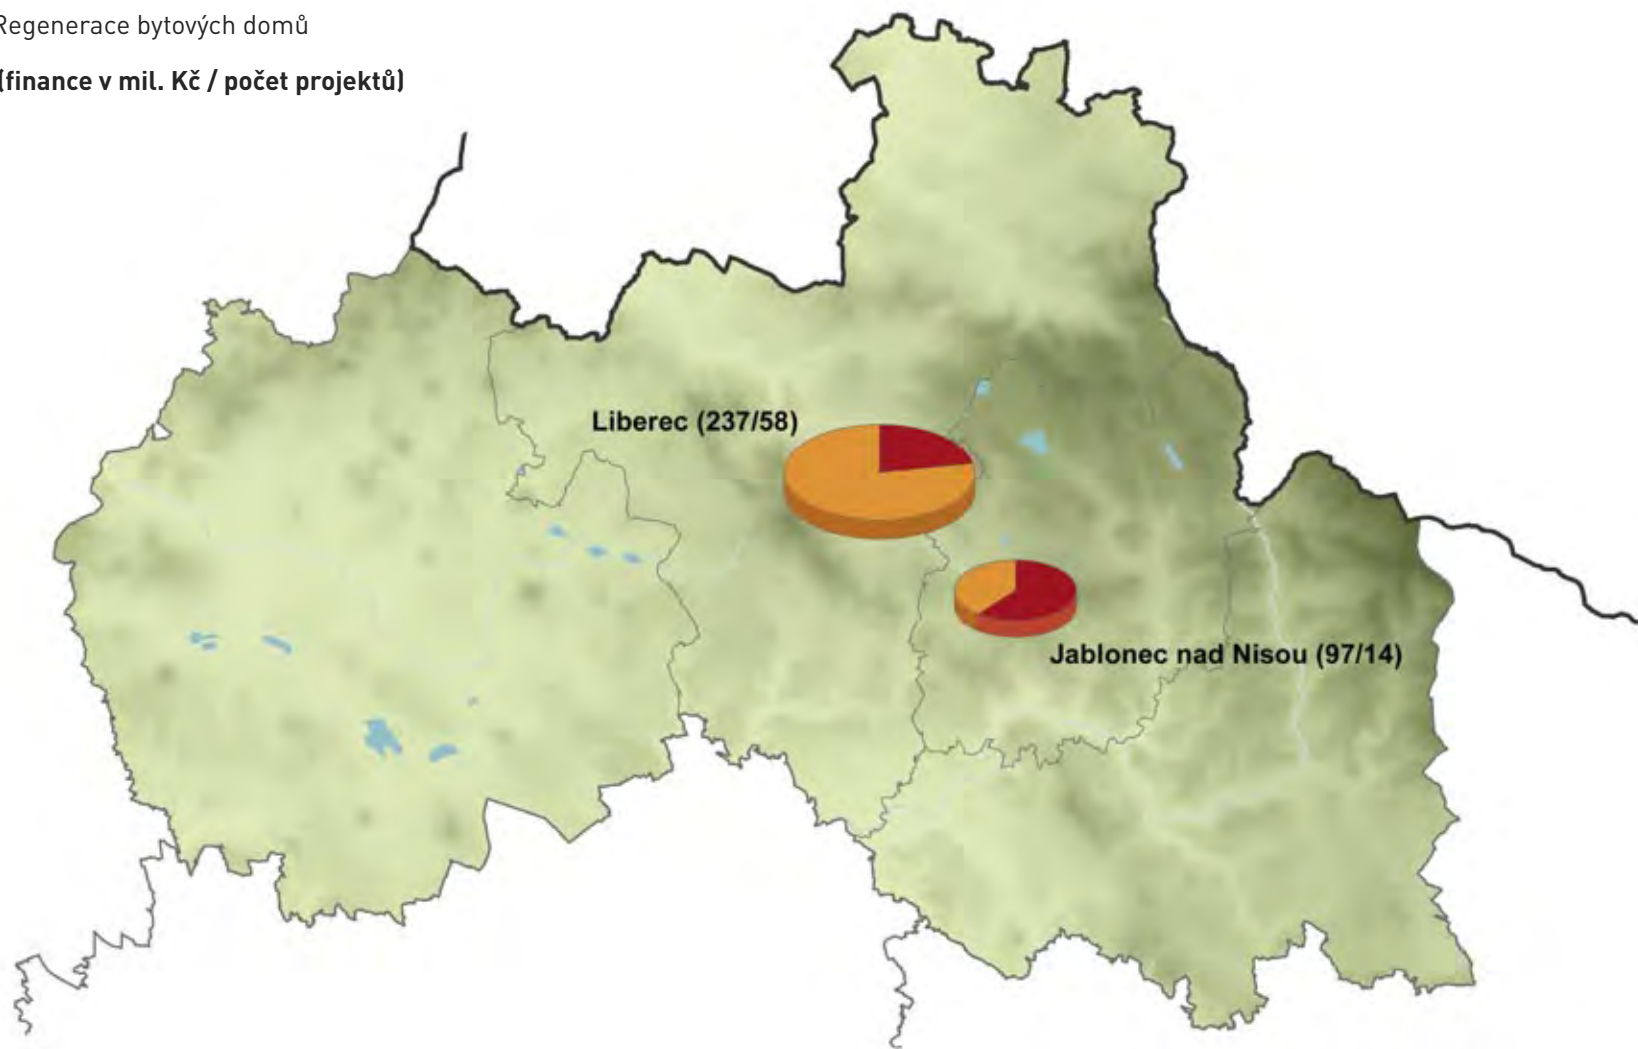 Regenerace bytových domů
(finance v mil. Kč / počet projektů)
Liberec (237/58)
Jablonec nad Nisou (97/14)